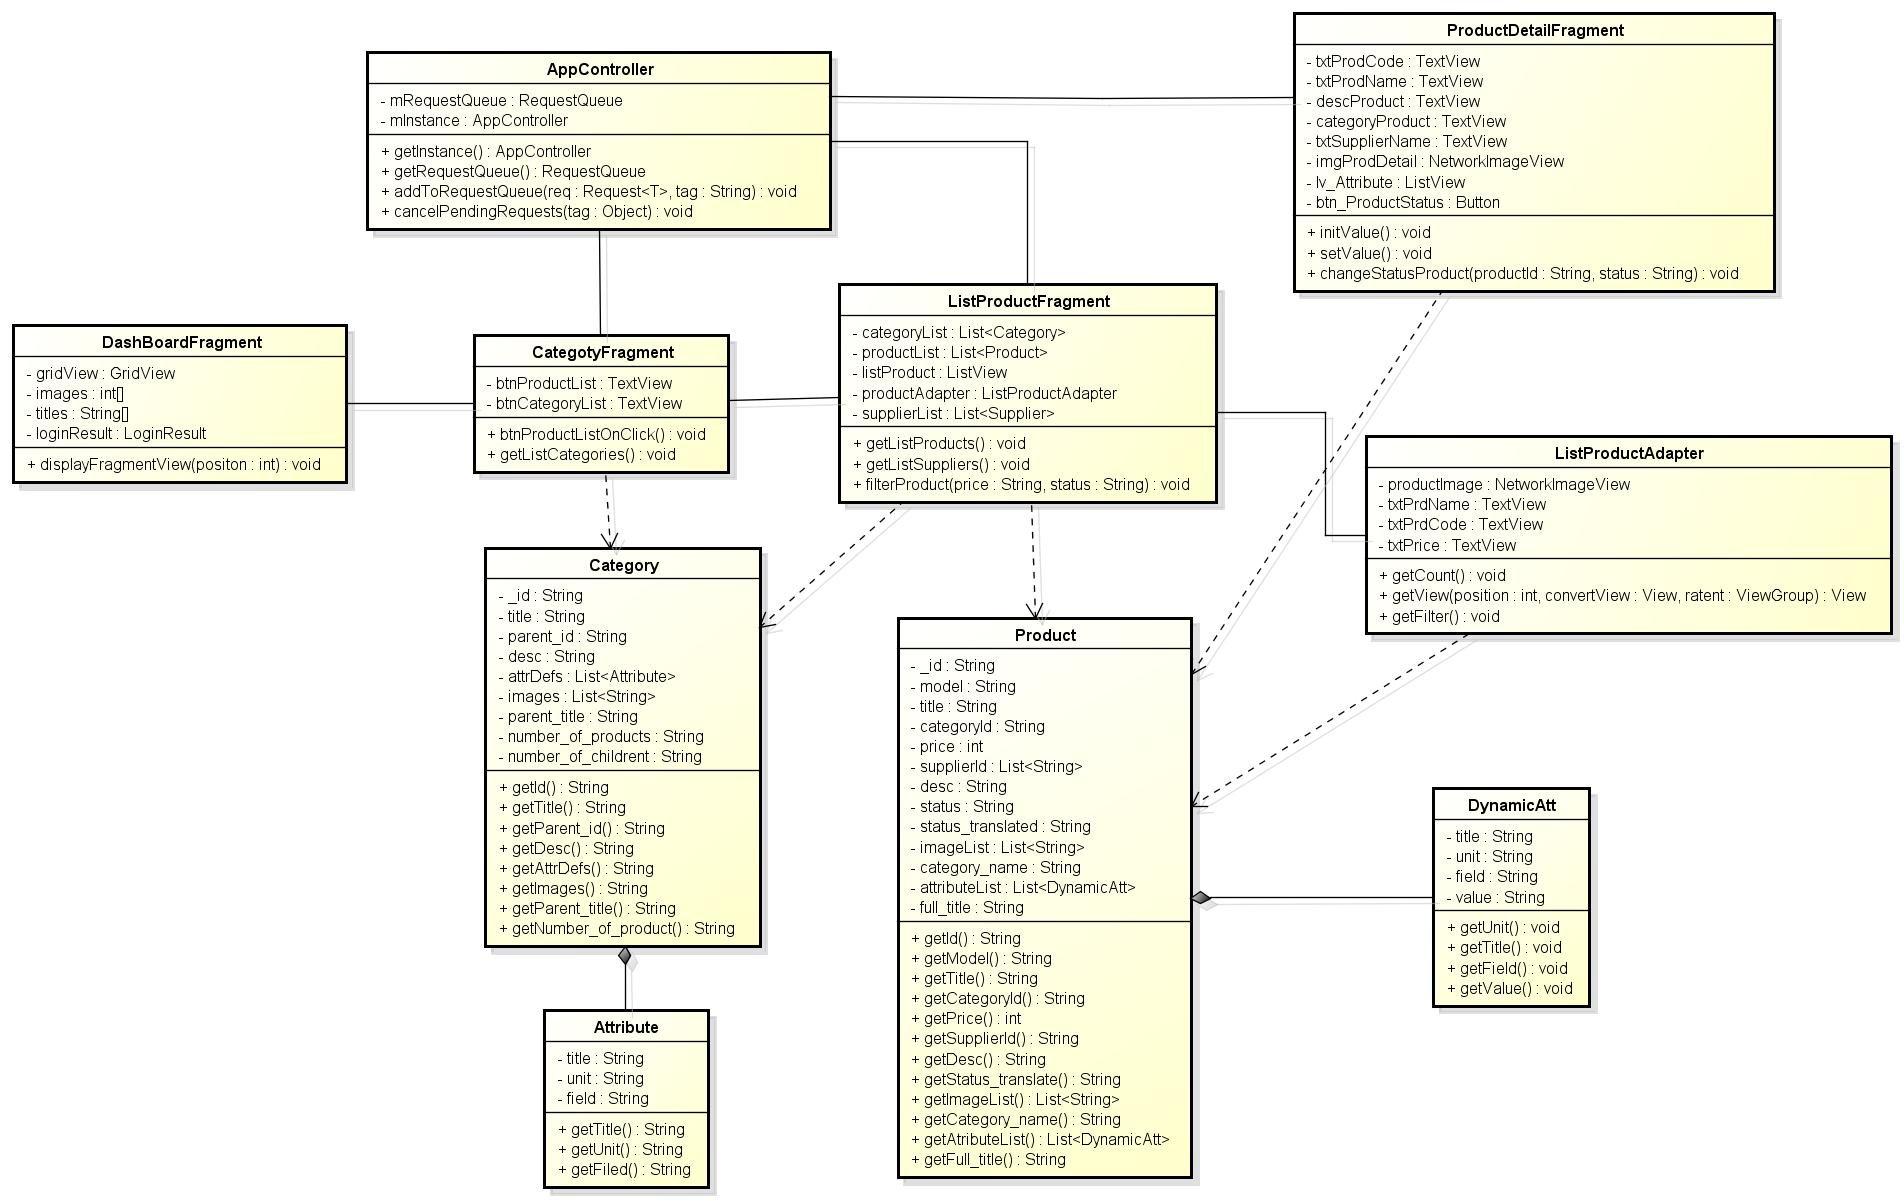 AppController
- mRequestQueue : RequestQueue
- mInstance : AppController
+ getInstance() : AppController
+ getRequestQueue() : RequestQueue
+ addToRequestQueue(req : Request<T>, tag : String) : void
+ cancelPendingRequests(tag : Object) : void
ProductDetailFragment
- txtProdCode : TextView
- txtProdName : TextView
- descProduct : TextView
- categoryProduct : TextView
- txtSupplierName : TextView
- imgProdDetail : NetworkImageView
- lv_Attribute : ListView
- btn_ProductStatus : Button
+ initValue() : void
+ setValue() : void
+ changeStatusProduct(productId : String, status : String) : void
DashBoardFragment
- gridView : GridView
- images : int[]
- titles : String[]
- loginResult : LoginResult
+ displayFragmentView(positon : int) : void
CategotyFragment
- btnProductList : TextView
- btnCategoryList : TextView
+ btnProductListOnClick() : void
+ getListCategories() : void
ListProductFragment
- categoryList : List<Category>
- productList : List<Product>
- listProduct : ListView
- productAdapter : ListProductAdapter
- supplierList : List<Supplier>
+ getListProducts() : void
+ getListSuppliers() : void
+ filterProduct(price : String, status : String) : void
ListProductAdapter
- productImage : NetworkImageView
- txtPrdName : TextView
- txtPrdCode : TextView
- txtPrice : TextView
+ getCount() : void
+ getView(position : int, convertView : View, ratent : ViewGroup) : View
+ getFilter() : void
Category
- _id : String
- title : String
- parent_id : String
- desc : String
- attrDefs : List<Attribute>
- images : List<String>
- parent_title : String
- number_of_products : String
- number_of_childrent : String
+ getId() : String
+ getTitle() : String
+ getParent_id() : String
+ getDesc() : String
+ getAttrDefs() : String
+ getImages() : String
+ getParent_title() : String
+ getNumber_of_product() : String
Product
- _id : String
- model : String
- title : String
- categoryId : String
- price : int
- supplierId : List<String>
- desc : String
- status : String
- status_translated : String
- imageList : List<String>
- category_name : String
- attributeList : List<DynamicAtt>
- full_title : String
+ getId() : String
+ getModel() : String
+ getTitle() : String
+ getCategoryId() : String
+ getPrice() : int
+ getSupplierId() : String
+ getDesc() : String
+ getStatus_translate() : String
+ getImageList() : List<String>
+ getCategory_name() : String
+ getAtributeList() : List<DynamicAtt>
+ getFull_title() : String
DynamicAtt
- title : String
- unit : String
- field : String
- value : String
+ getUnit() : void
+ getTitle() : void
+ getField() : void
+ getValue() : void
Attribute
- title : String
- unit : String
- field : String
+ getTitle() : String
+ getUnit() : String
+ getFiled() : String